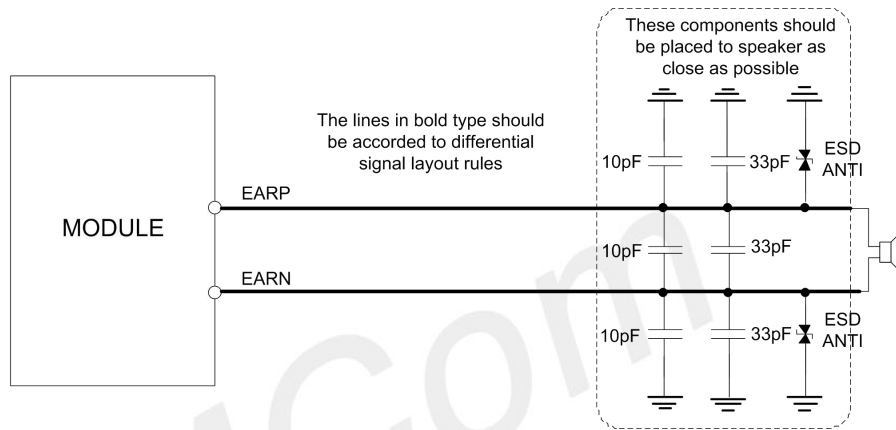 These components should
be placed to speaker as
close as possible
The lines in bold type should
be accorded to differential
signal layout rules
10pF
33pF
ESD
ANTI
EARP
MODULE
10pF
33pF
EARN
10pF
33pF
ESD
ANTI
Com